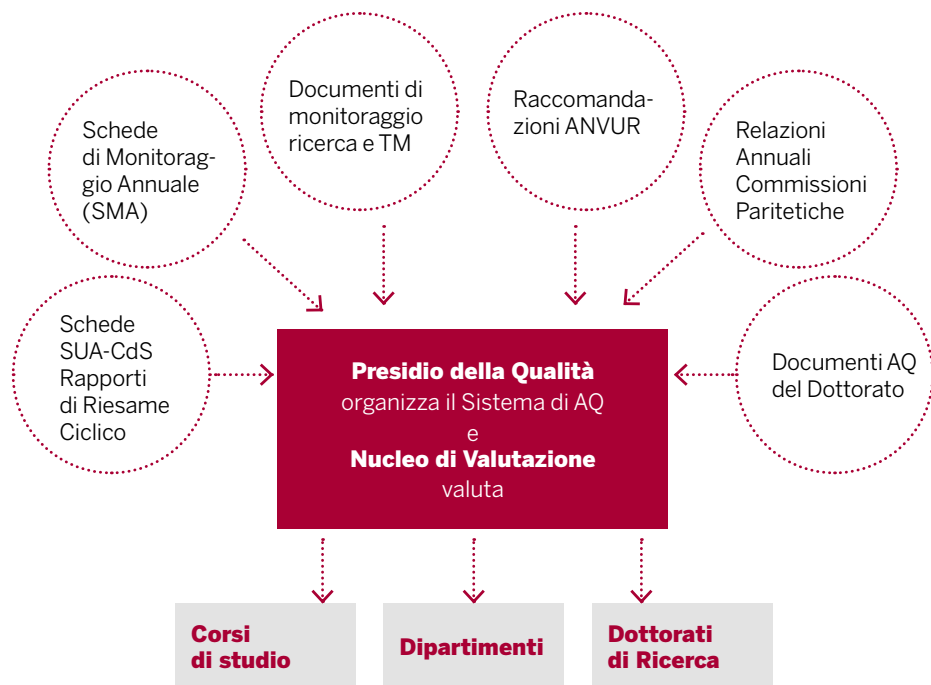 Schede
di Monitorag-
gio Annuale
(SMA)
Documenti di
monitoraggio
ricerca e TM
Raccomanda-
zioni ANVUR
Relazioni
Annuali
Commissioni
Paritetiche
Schede
SUA-CdS
Rapporti
di Riesame
Ciclico
Documenti AQ
del Dottorato
Presidio della Qualità
organizza il Sistema di AQ
e
Nucleo di Valutazione
valuta
Corsi
di studio
Dipartimenti
Dottorati
di Ricerca